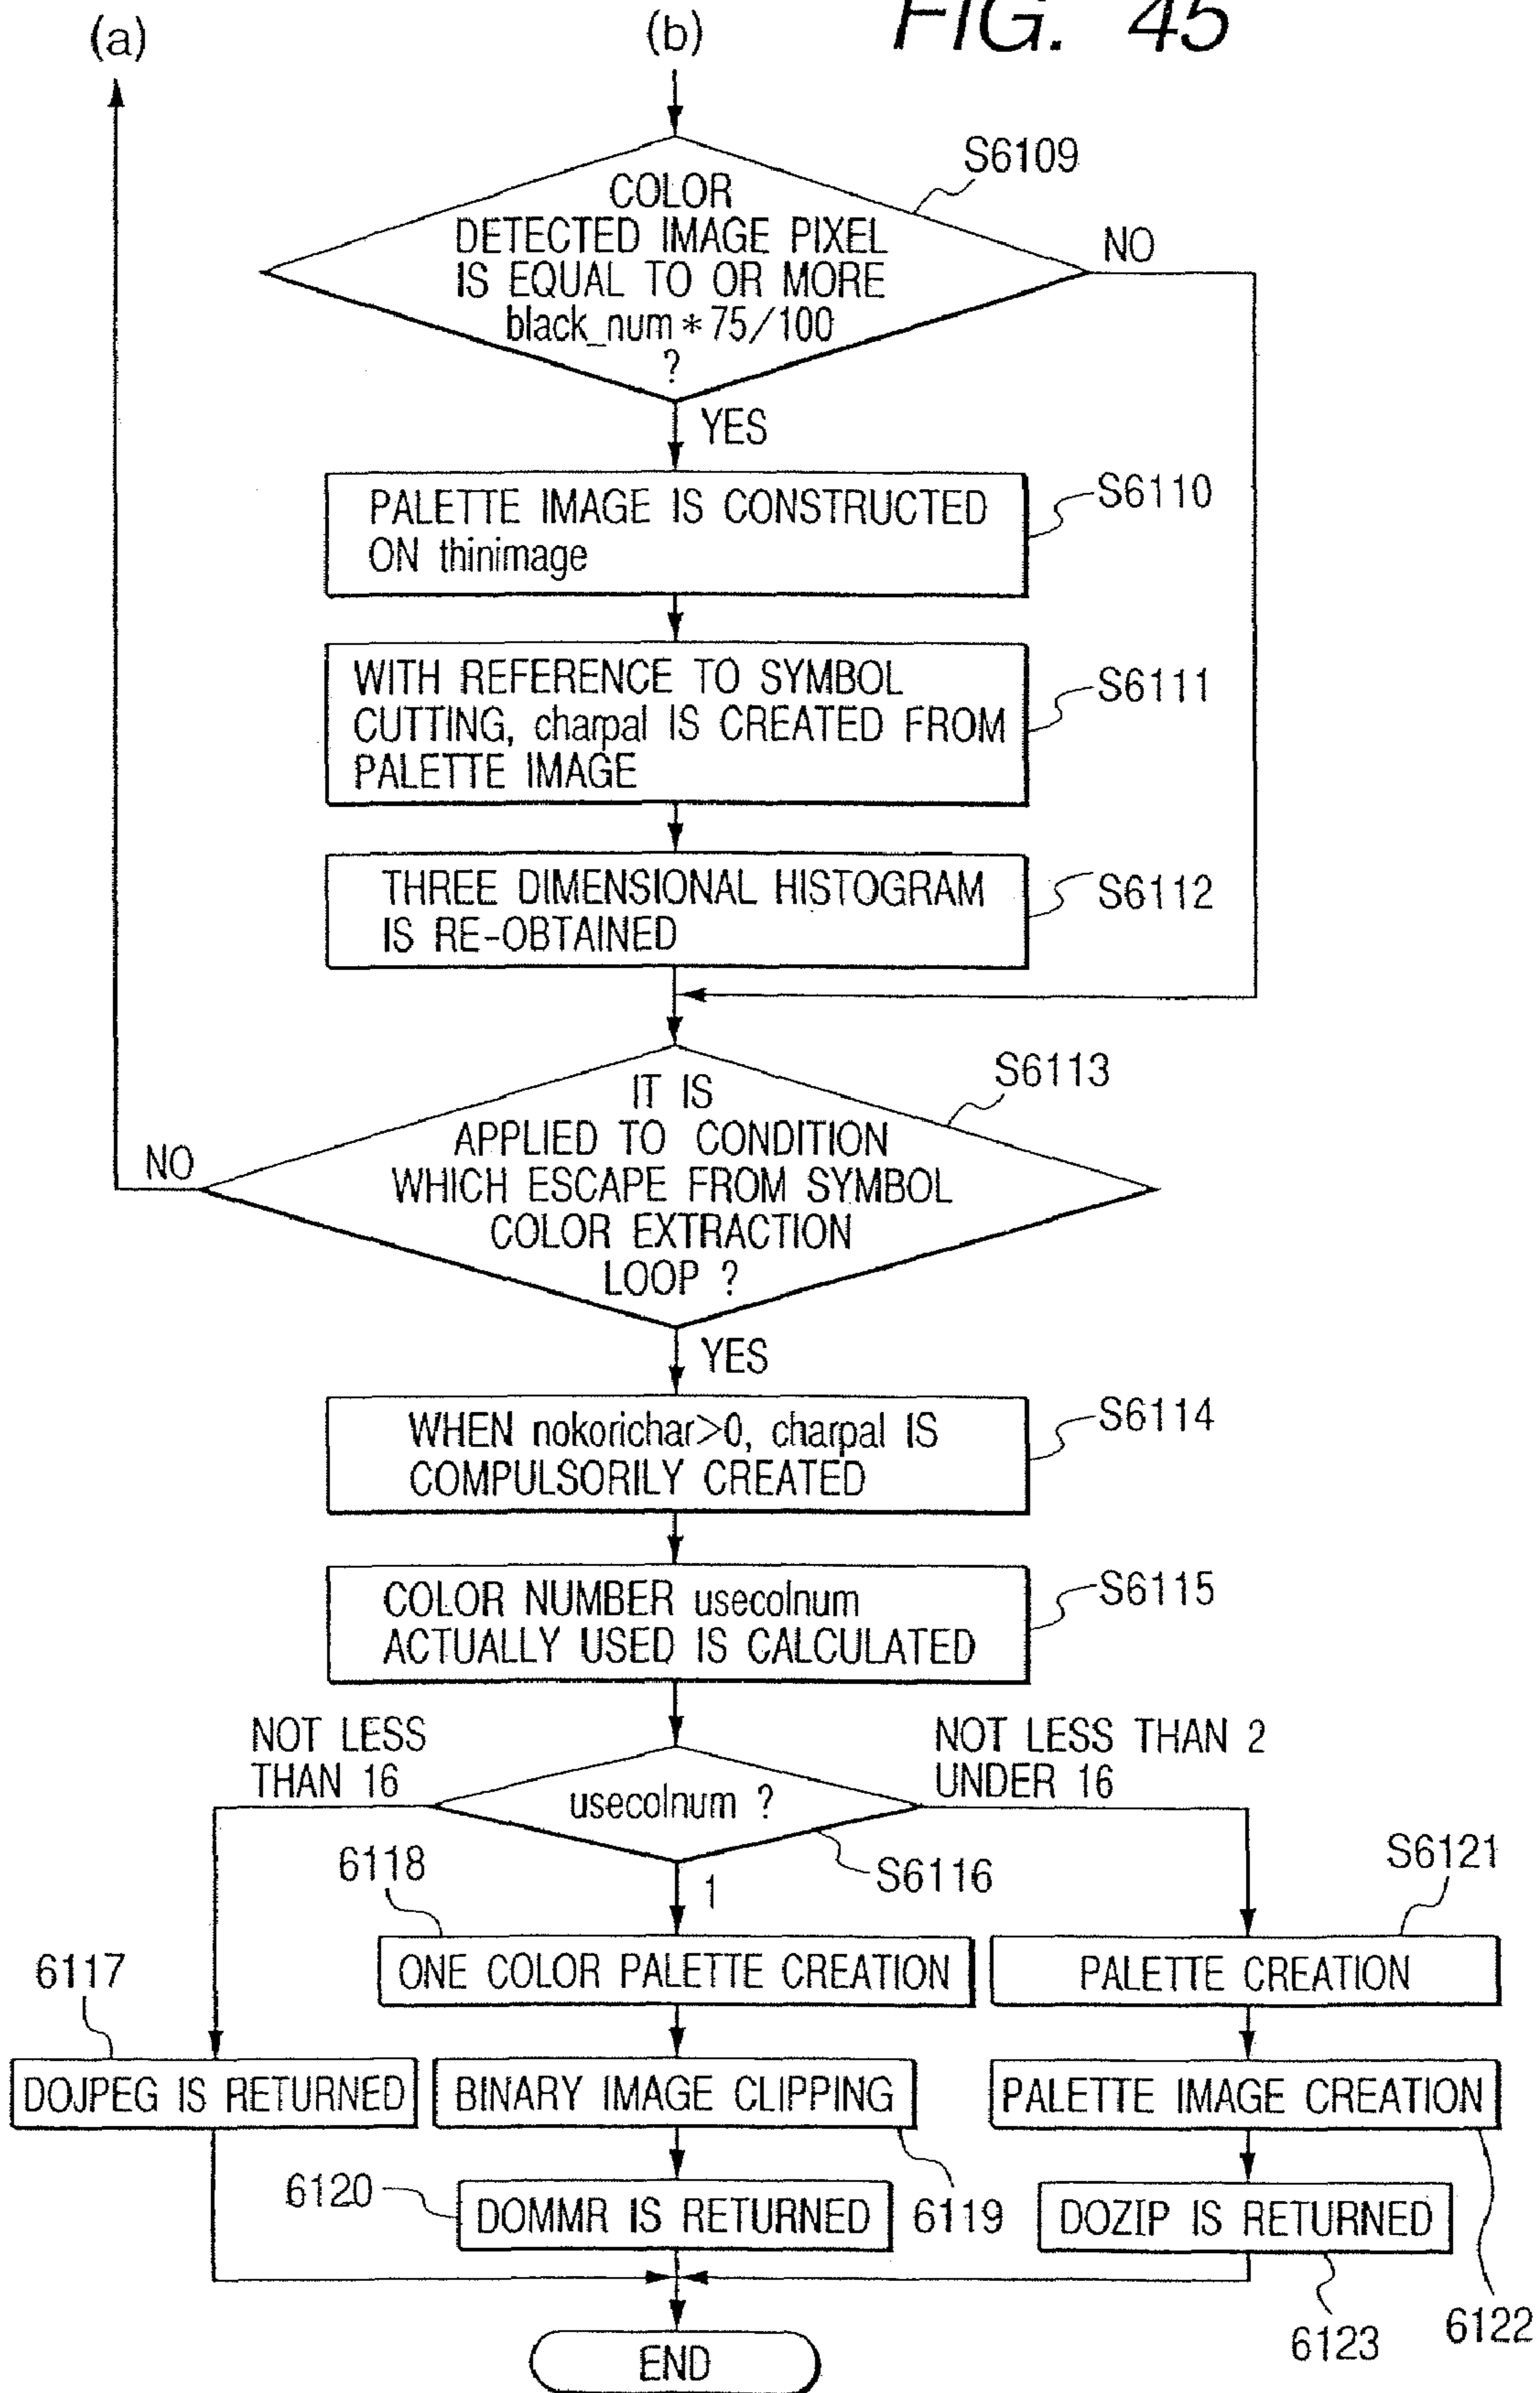 FIG. 45
(a)
(b)
S6109
COLOR
DETECTED IMAGE PIXEL
IS EQUAL TO OR MORE
black_num * 75/100
?
NO
YES
PALETTE IMAGE IS CONSTRUCTED
ON thinimage
S6110
WITH REFERENCE TO SYMBOL
CUTTING, charpal IS CREATED FROM
PALETTE IMAGE
S6111
THREE DIMENSIONAL HISTOGRAM
IS RE-OBTAINED
S6112
S6113
IT IS
APPLIED TO CONDITION
WHICH ESCAPE FROM SYMBOL
COLOR EXTRACTION
LOOP ?
NO
YES
WHEN nokorichar>0, charpal IS
COMPULSORILY CREATED
S6114
COLOR NUMBER usecolnum
ACTUALLY USED IS CALCULATED
S6115
NOT LESS
THAN 16
NOT LESS THAN 2
UNDER 16
usecolnum ?
S6116
1
6118
S6121
6117
ONE COLOR PALETTE CREATION
PALETTE CREATION
DOJPEG IS RETURNED
BINARY IMAGE CLIPPING
PALETTE IMAGE CREATION
6120
DOMMR IS RETURNED
6119
DOZIP IS RETURNED
6122
6123
END